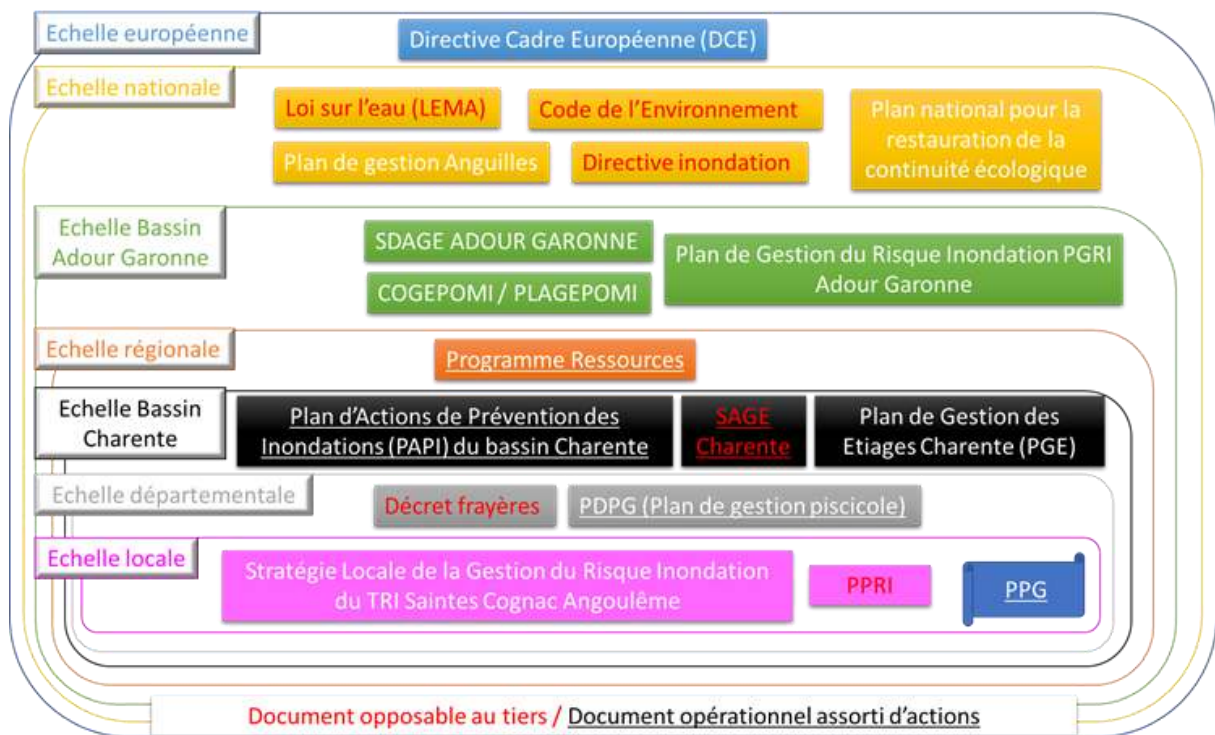 Echelle européenne
Directive Cadre Européenne (DCE)
Echelle nationale
Loi sur l'eau (LEMA)
Code de l'Environnement
Plan national pour la
restauration de la
continuité écologique
Plan de gestion Anguilles
Directive inondation
Echelle Bassin
Adour Garonne
SDAGE ADOUR GARONNE
Plan de Gestion du Risque Inondation PGRI
Adour Garonne
COGEPOMI / PLAGEPOMI
Echelle régionale
Programme Ressources
Echelle Bassin
Charente
Plan d'Actions de Prévention des
Inondations (PAPI) du bassin Charente
SAGE
Charente
Plan de Gestion des
Etiages Charente (PGE)
Echelle départementale
Décret frayères
PDPG (Plan de gestion piscicole)
Echelle locale
Stratégie Locale de la Gestion du Risque Inondation
du TRI Saintes Cognac Angoulême
PPRI
PPG
Document opposable au tiers / Document opérationnel assorti d'actions